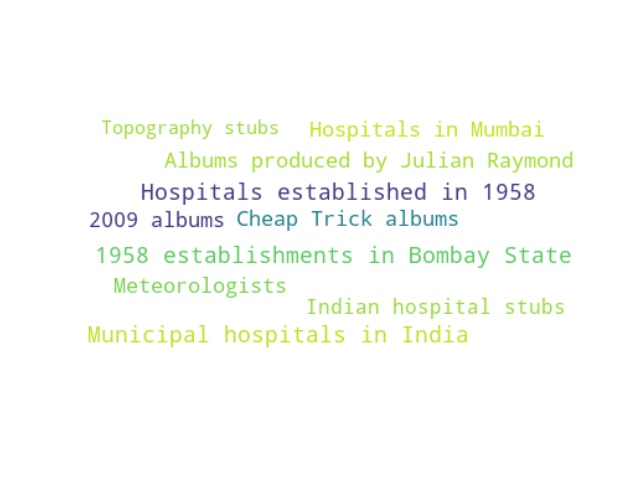 Topography stubs
Hospitals in Mumbai
Albums produced by Julian Raymond
Hospitals established in 1958
2009 albums
Cheap Trick albums
1958 establishments in Bombay State
Meteorologists
Indian hospital stubs
Municipal hospitals in India